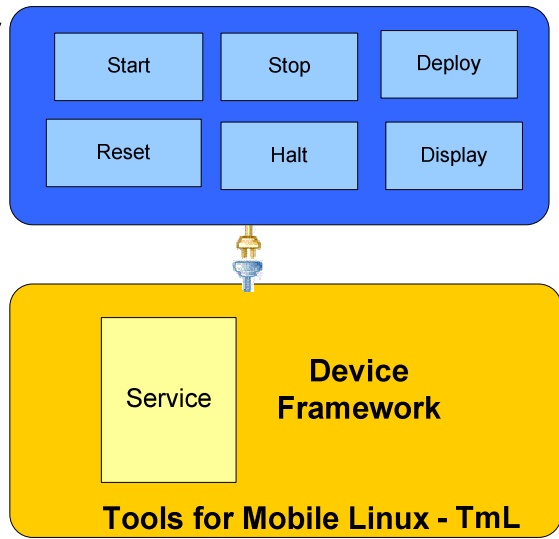 Start
Stop
Deploy
Reset
Halt
Display
Service
Device
Framework
Tools for Mobile Linux - TmL